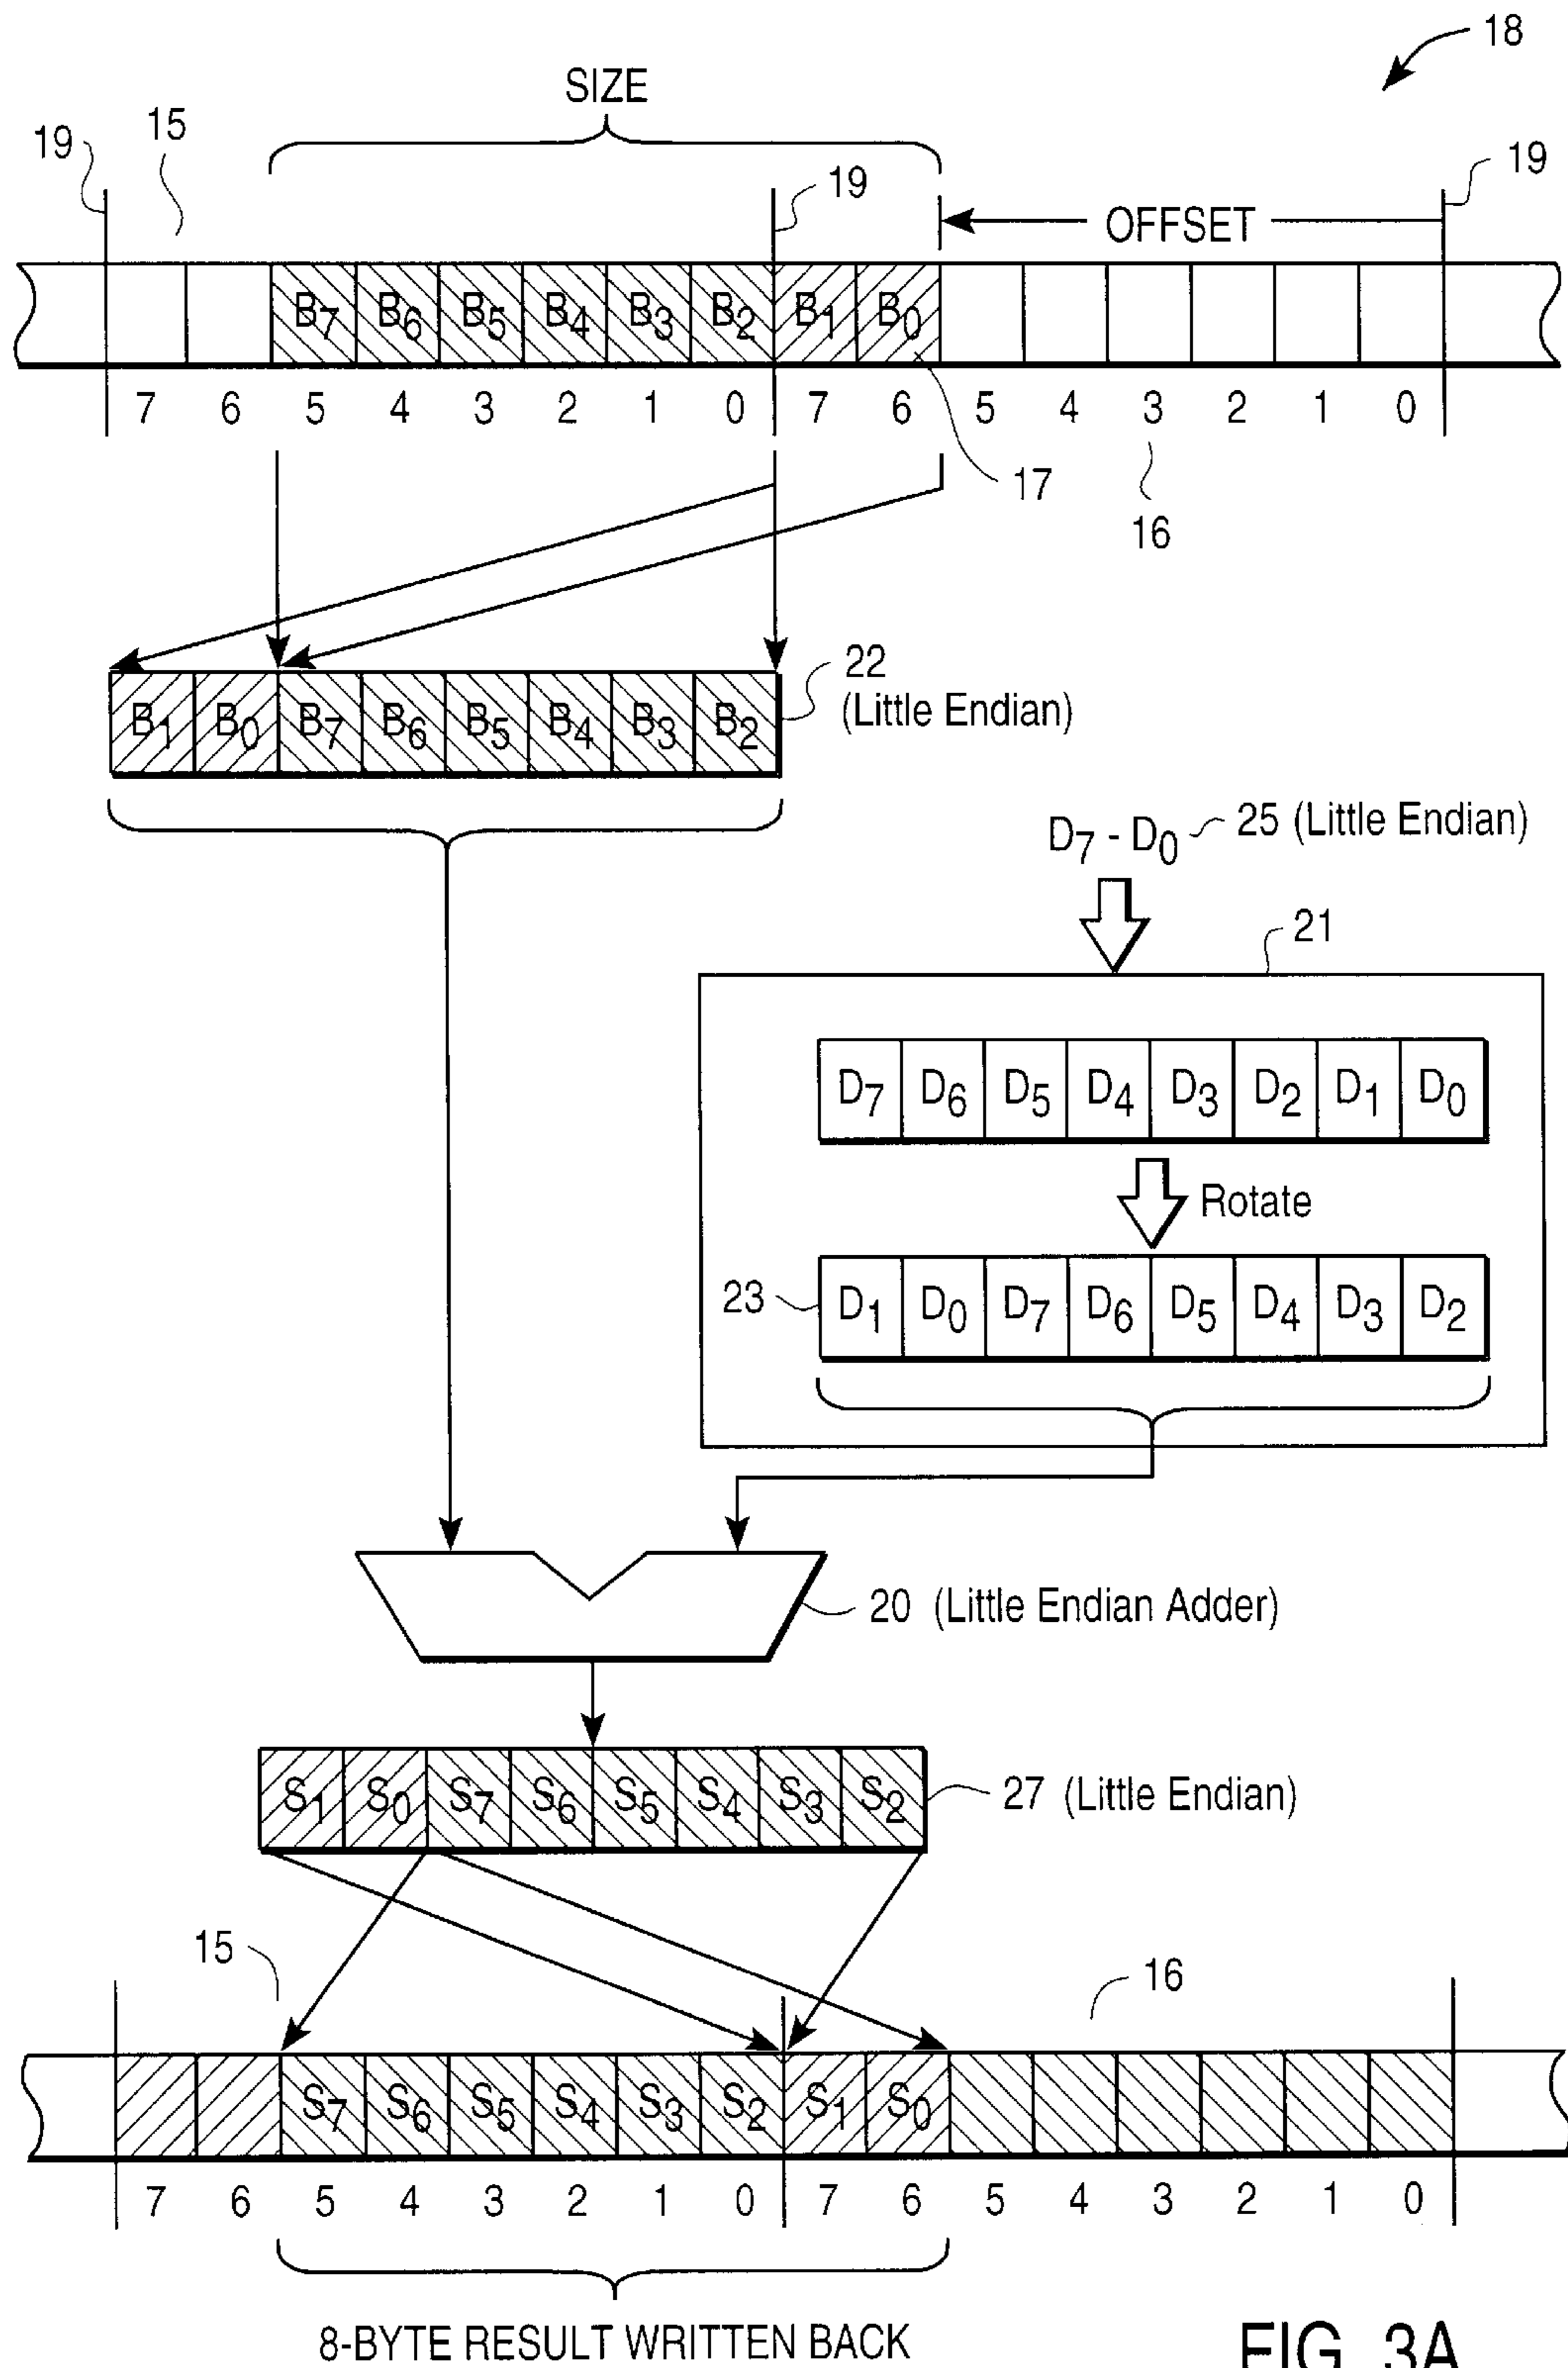 18
SIZE
19 15
19
19
OFFSET
B7 B6 B5 B4 B3 B2 B1 B0
7 6 5 4 3 2 1 0 7 6 5 4 3 2 1 0
17
16
22
(Little Endian)
B1 B0 B7 B6 B5 B4 B3 B2
D7 - D0 25 (Little Endian)
21
D7 D6 D5 D4 D3 D2 D1 D0
Rotate
23 D1 D0 D7 D6 D5 D4 D3 D2
20 (Little Endian Adder)
S1 S0 S7 S6 S5 S4 S3 S2 27 (Little Endian)
15
16
S7 S6 S5 S4 S3 S2 S1 S0
7 6 5 4 3 2 1 0 7 6 5 4 3 2 1 0
8-BYTE RESULT WRITTEN BACK
FIG. 3A